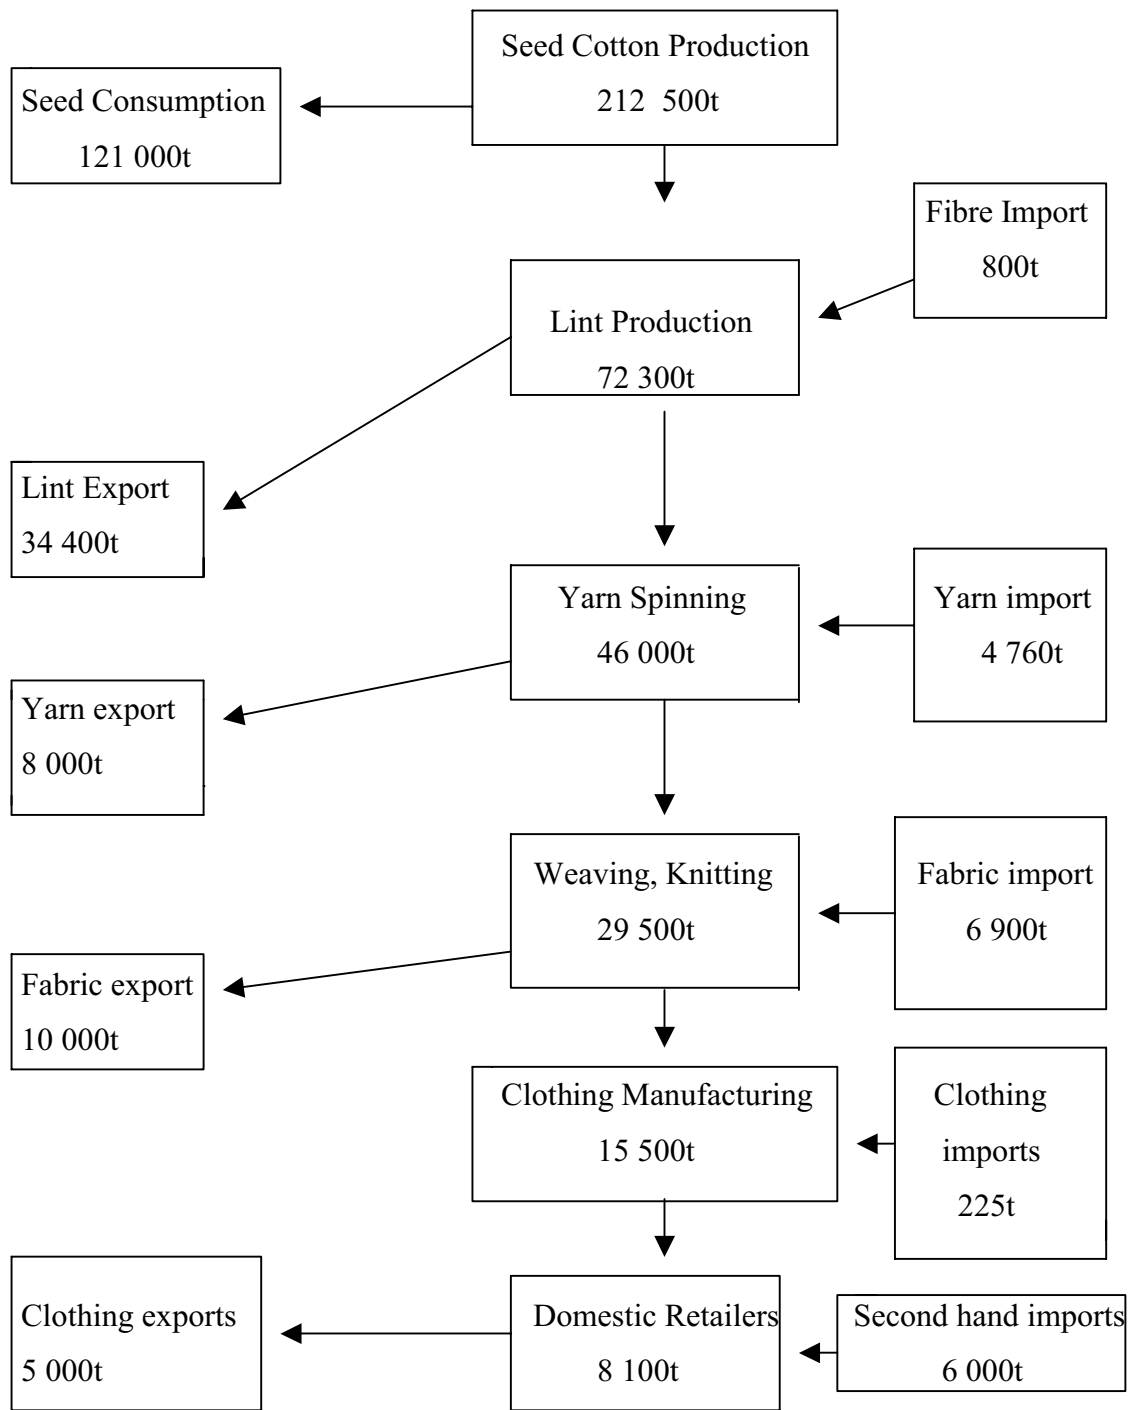 Seed Cotton Production
212 500t
Seed Consumption
121 000t
Fibre Import
800t
Lint Production
72 300t
Lint Export
34 400t
Yarn Spinning
46 000t
Yarn import
4 760t
Yarn export
8 000t
Weaving, Knitting
29 500t
Fabric import
6 900t
Fabric export
10 000t
Clothing Manufacturing
15 500t
Clothing
imports
225t
Clothing exports
5 000t
Domestic Retailers
8 100t
Second hand imports
6 000t